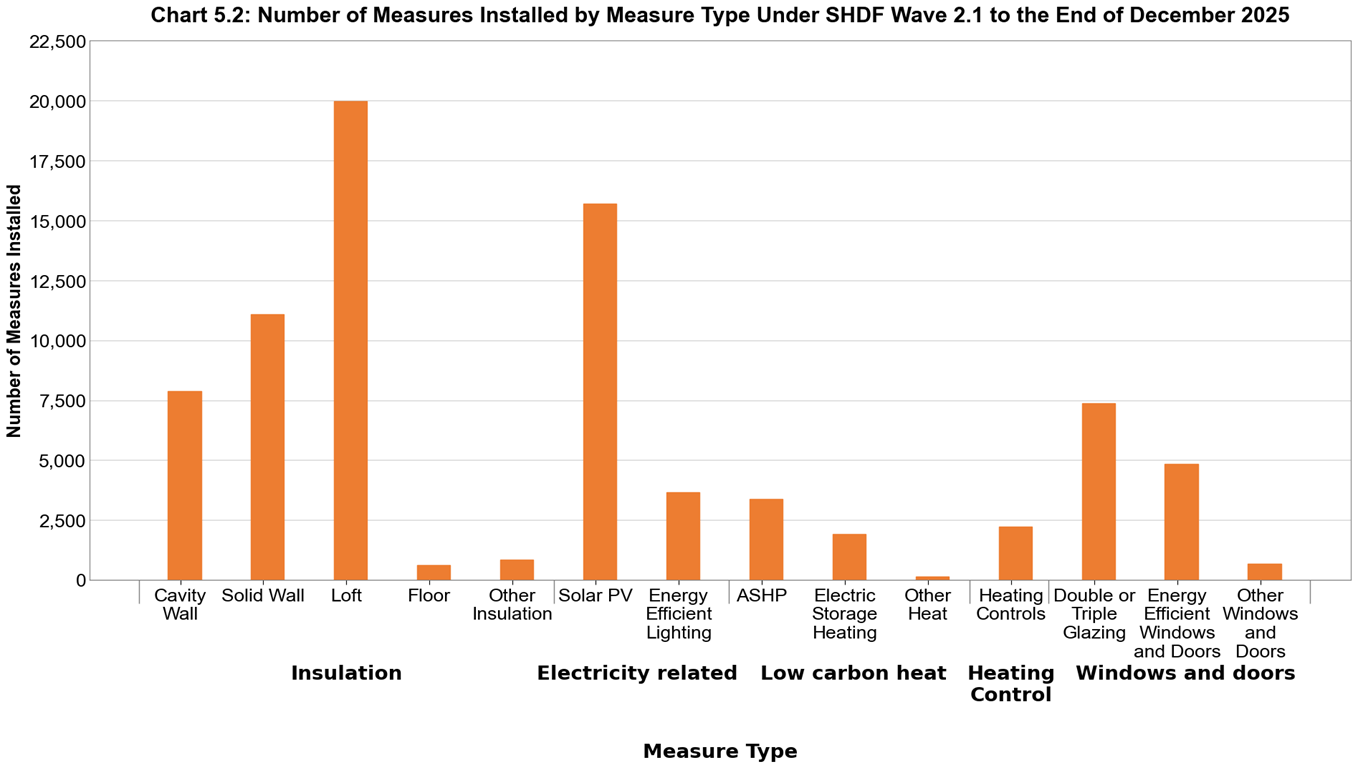 Chart 5.2: Number of Measures Installed by Measure Type Under SHDF Wave 2.1 to the End of December 2025
Number of Measures Installed
22,500
20,000
17,500
15,000
12,500
10,000
7,500
5,000
2,500
0
Cavity
Wall
Solid Wall
Loft
Floor
Other
Insulation
Solar PV
Energy
Efficient
Lighting
ASHP
Electric
Storage
Heating
Other
Heat
Heating
Controls
Double or
Triple
Glazing
Energy
Efficient
Windows
and Doors
Other
Windows
and
Doors
Insulation
Electricity related
Low carbon heat
Heating
Control
Windows and doors
Measure Type